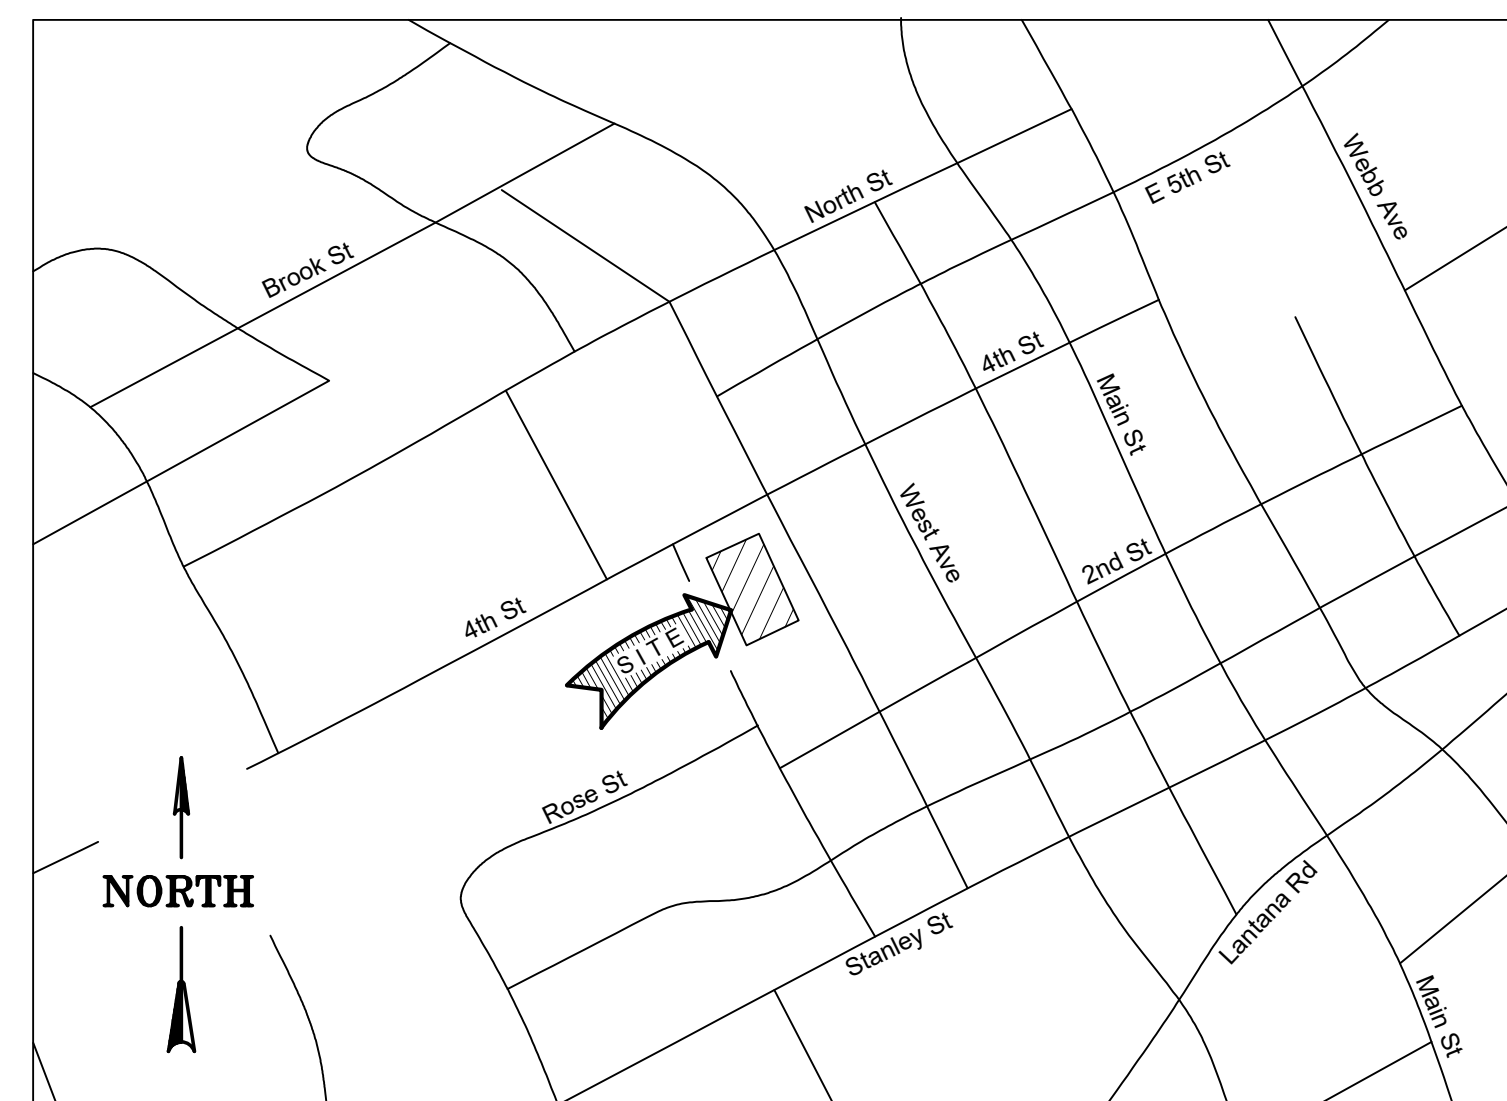 North St
E 5th St
Webb Ave
Brook St
4th St
Main St
West Ave
2nd St
4th St
SITE
Rose St
NORTH
Lantana Rd
Stanley St
Main St